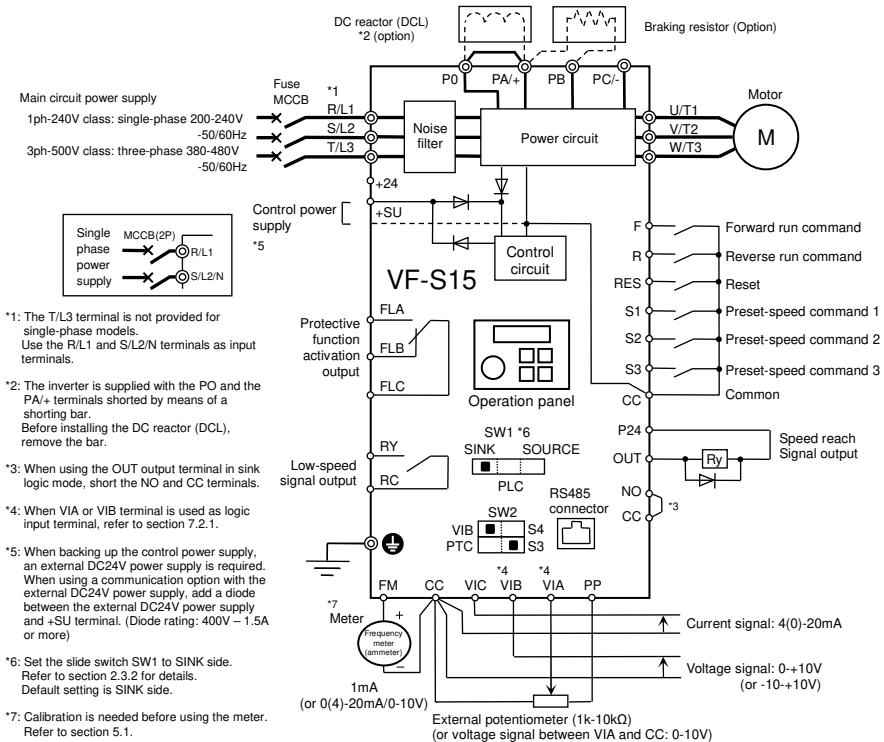 DC reactor (DCL)
*2 (option)
Braking resistor (Option)
P0
PA/+
PB
PC/-
Main circuit power supply
1ph-240V class: single-phase 200-240V
-50/60Hz
3ph-500V class: three-phase 380-480V
-50/60Hz
Fuse
MCCB
*1
R/L1
S/L2
T/L3
Noise
filter
Power circuit
U/T1
V/T2
W/T3
Motor
M
+24
+SU
Control power
supply
*5
Control
circuit
Single
phase
power
supply
MCCB(2P)
R/L1
S/L2/N
VF-S15
F
Forward run command
R
Reverse run command
RES
Reset
S1
Preset-speed command 1
S2
Preset-speed command 2
S3
Preset-speed command 3
CC
Common
*1: The T/L3 terminal is not provided for
single-phase models.
Use the R/L1 and S/L2/N terminals as input
terminals.
*2: The inverter is supplied with the PO and the
PA/+ terminals shorted by means of a
shorting bar.
Before installing the DC reactor (DCL),
remove the bar.
*3: When using the OUT output terminal in sink
logic mode, short the NO and CC terminals.
*4: When VIA or VIB terminal is used as logic
input terminal, refer to section 7.2.1.
*5: When backing up the control power supply,
an external DC24V power supply is required.
When using a communication option with the
external DC24V power supply, add a diode
between the external DC24V power supply
and +SU terminal. (Diode rating: 400V – 1.5A
or more)
*6: Set the slide switch SW1 to SINK side.
Refer to section 2.3.2 for details.
Default setting is SINK side.
*7: Calibration is needed before using the meter.
Refer to section 5.1.
Protective
function
activation
output
FLA
FLB
FLC
Operation panel
SW1 *6
SINK
SOURCE
PLC
Low-speed
signal output
RY
RC
SW2
VIB
S4
PTC
S3
RS485
connector
P24
OUT
Ry
Speed reach
Signal output
NO
CC
*3
*4
*4
FM
CC
VIC
VIB
VIA
PP
*7
Meter
+
Frequency
meter
(ammeter)
−
1mA
(or 0(4)-20mA/0-10V)
Current signal: 4(0)-20mA
Voltage signal: 0-+10V
(or -10-+10V)
External potentiometer (1k-10kΩ)
(or voltage signal between VIA and CC: 0-10V)